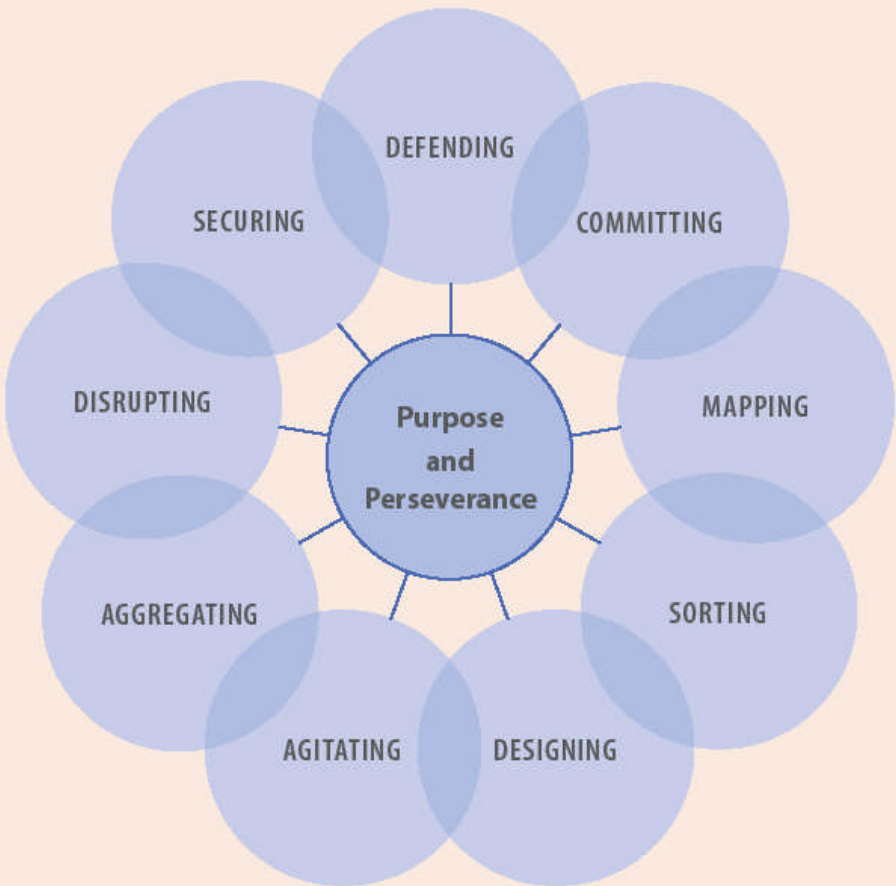 DEFENDING
COMMITTING
MAPPING
SORTING
DESIGNING
AGITATING
AGGREGATING
DISRUPTING
SECURING
Purpose
and
Perseverance